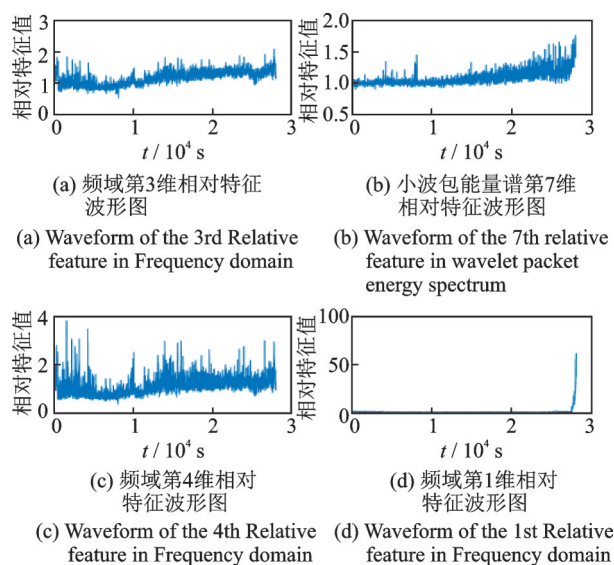 3
2
1
0
相对特征值
0 1 2 3
t / 10⁴ s
(a) 频域第3维相对特征
波形图
(a) Waveform of the 3rd Relative
feature in Frequency domain
2.0
1.5
1.0
0.5
相对特征值
0 1 2 3
t / 10⁴ s
(b) 小波包能量谱第7维
相对特征波形图
(b) Waveform of the 7th relative
feature in wavelet packet
energy spectrum
4
2
0
相对特征值
0 1 2 3
t / 10⁴ s
(c) 频域第4维相对
特征波形图
(c) Waveform of the 4th Relative
feature in Frequency domain
100
50
0
相对特征值
0 1 2 3
t / 10⁴ s
(d) 频域第1维相对
特征波形图
(d) Waveform of the 1st Relative
feature in Frequency domain